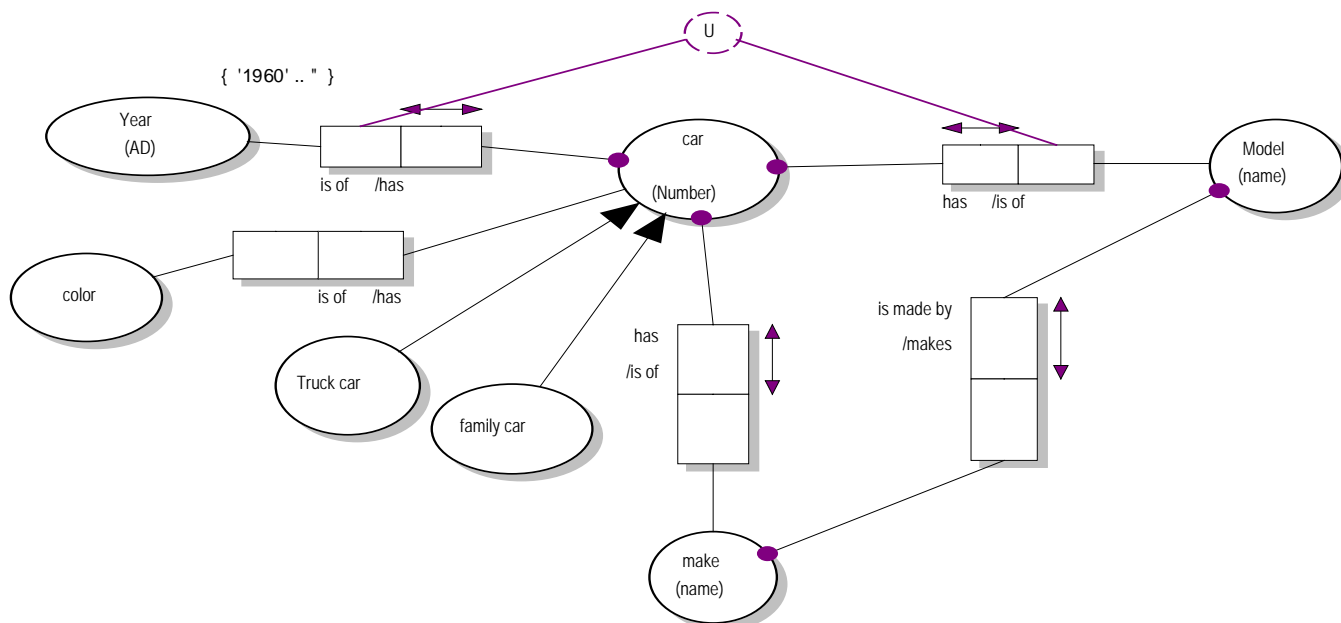 U
{ '1960' .. '' }
Year
(AD)
is of /has
car
(Number)
has /is of
Model
(name)
color
is of /has
Truck car
family car
has
/is of
is made by
/makes
make
(name)